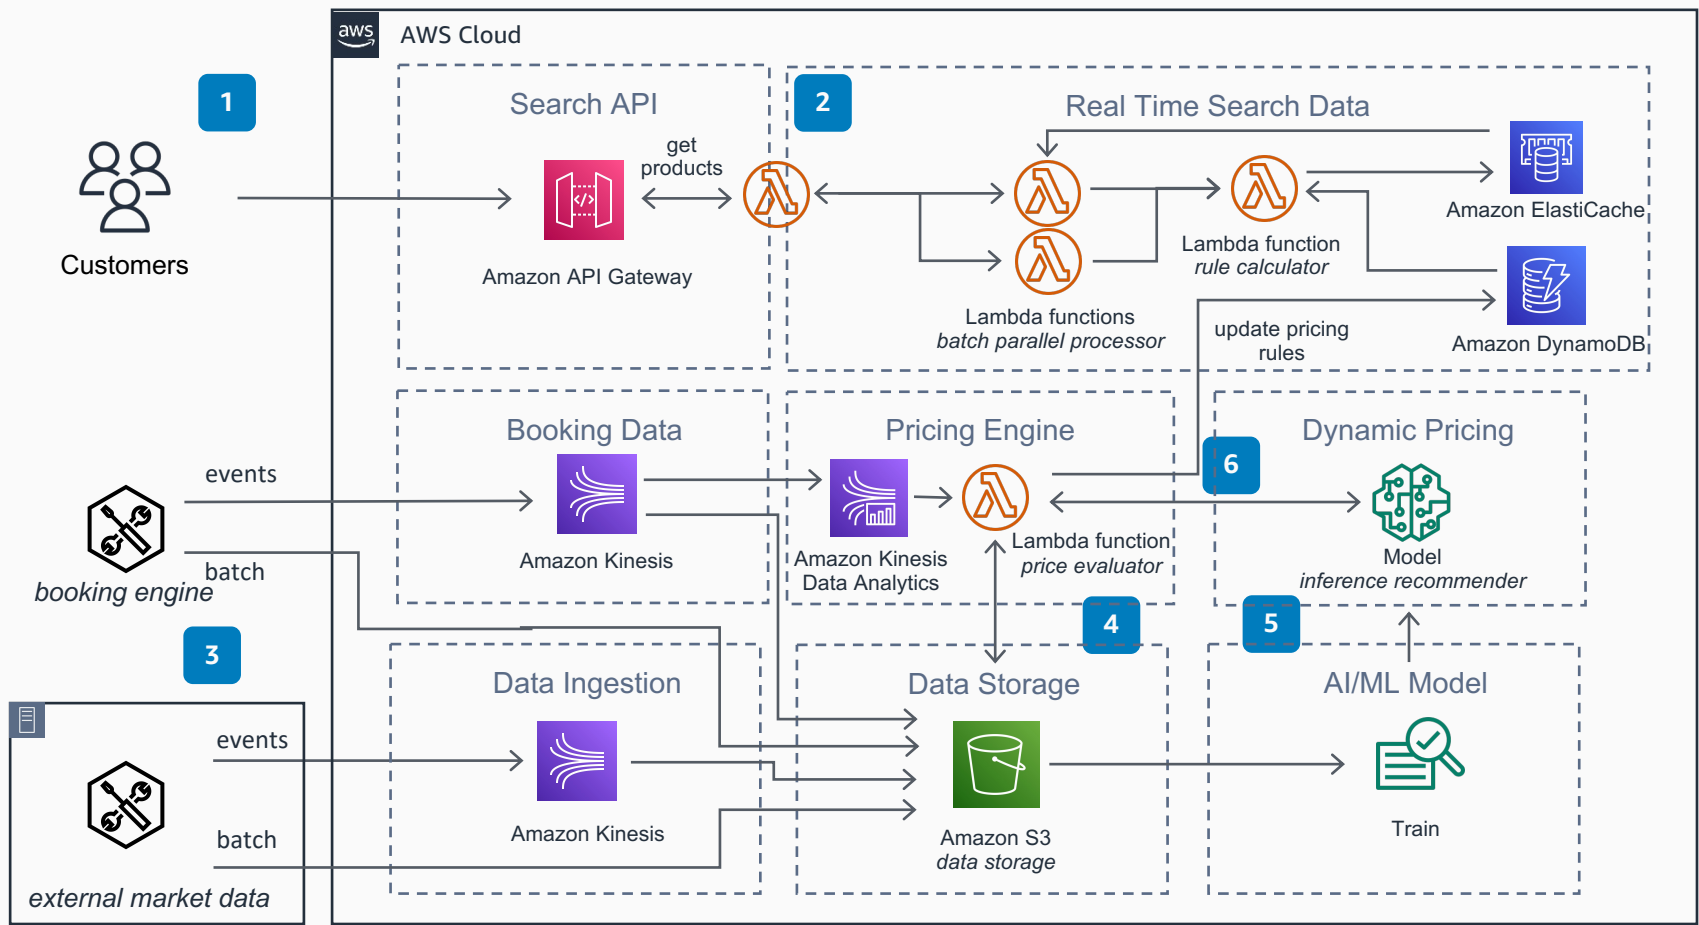 aws
AWS Cloud
1
Customers
Search API
get
products
Amazon API Gateway
2
Real Time Search Data
Lambda functions
batch parallel processor
Lambda function
rule calculator
Amazon ElastiCache
Amazon DynamoDB
update pricing
rules
events
batch
booking engine
Booking Data
Amazon Kinesis
Pricing Engine
Amazon Kinesis
Data Analytics
Lambda function
price evaluator
6
Dynamic Pricing
Model
inference recommender
3
events
batch
external market data
Data Ingestion
Amazon Kinesis
4
Data Storage
Amazon S3
data storage
5
AI/ML Model
Train